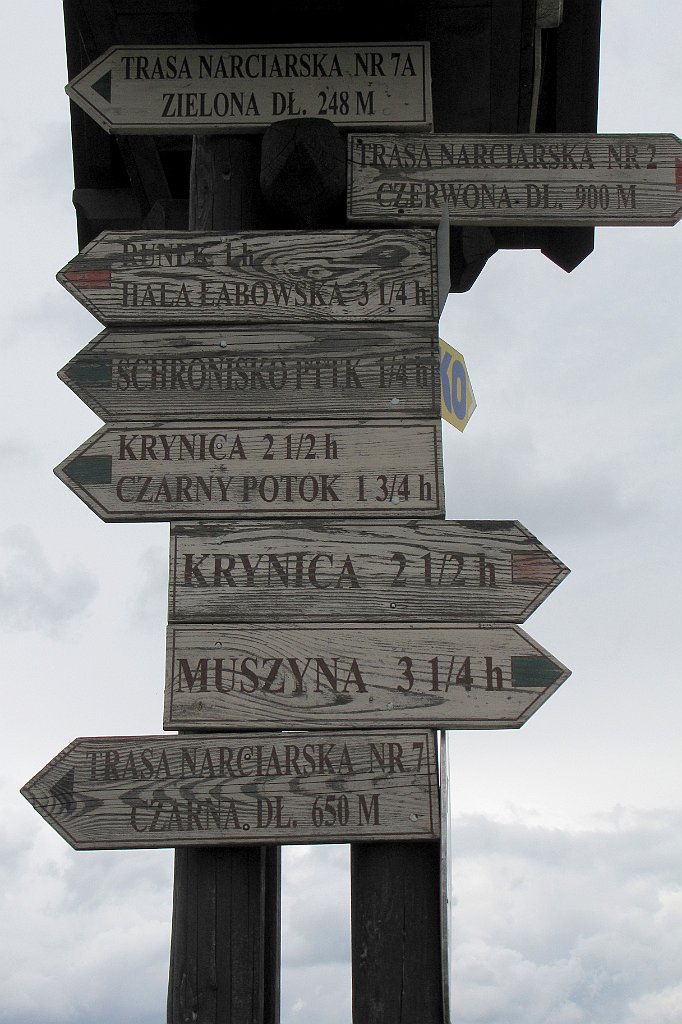 TRASA NARCIARSKA NR 7A
ZIELONA DŁ. 248 M
TRASA NARCIARSKA NR 2
CZERWONA. DŁ. 900 M
RUNEK 1 h
HALA ŁABOWSKA 3 1/4 h
SCHRONISKO PTTK 1/4 h
KO
KRYNICA 2 1/2 h
CZARNY POTOK 1 3/4 h
KRYNICA 2 1/2 h
MUSZYNA 3 1/4 h
TRASA NARCIARSKA NR 7
CZARNA. DŁ. 650 M